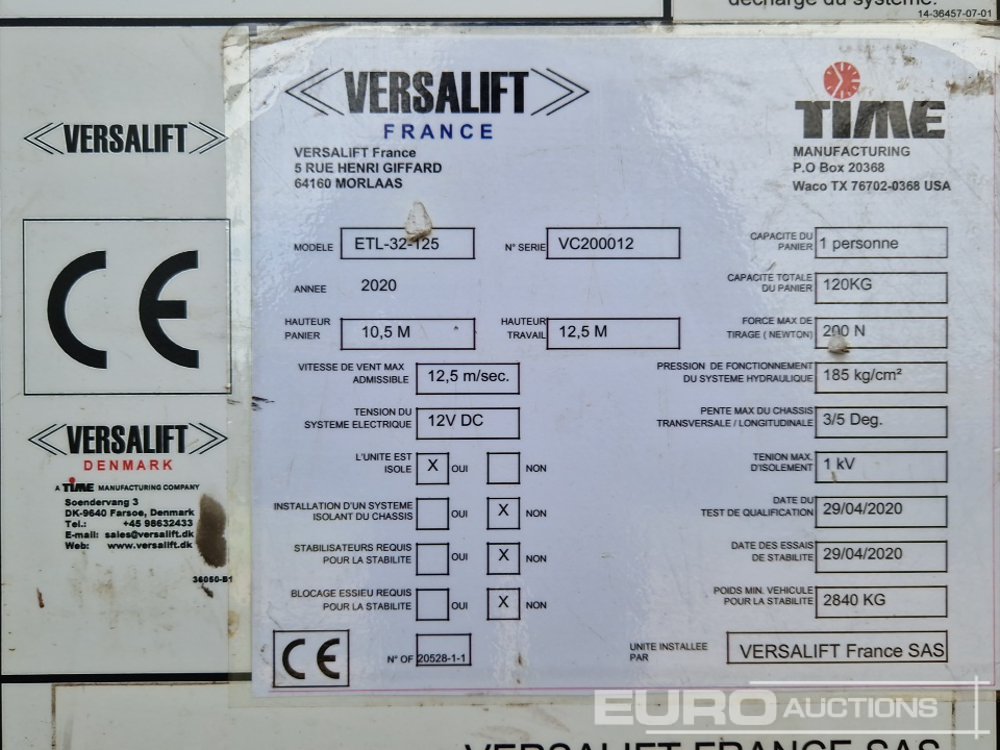 décharge du système.
14-36457-07-01
VERSALIFT
VERSALIFT
FRANCE
VERSALIFT France
5 RUE HENRI GIFFARD
64160 MORLAAS
TIME
MANUFACTURING
P.O Box 20368
Waco TX 76702-0368 USA
MODELE ETL-32-125 N° SERIE VC200012 CAPACITE DU PANIER 1 personne
ANNEE 2020 CAPACITE TOTALE DU PANIER 120KG
HAUTEUR PANIER 10,5 M HAUTEUR TRAVAIL 12,5 M FORCE MAX DE TIRAGE ( NEWTON) 200 N
VITESSE DE VENT MAX ADMISSIBLE 12,5 m/sec. PRESSION DE FONCTIONNEMENT DU SYSTEME HYDRAULIQUE 185 kg/cm²
TENSION DU SYSTEME ELECTRIQUE 12V DC PENTE MAX DU CHASSIS TRANSVERSALE / LONGITUDINALE 3/5 Deg.
L'UNITE EST ISOLE X OUI NON TENION MAX. D'ISOLEMENT 1 kV
INSTALLATION D'UN SYSTEME ISOLANT DU CHASSIS OUI X NON DATE DU TEST DE QUALIFICATION 29/04/2020
STABILISATEURS REQUIS POUR LA STABILITE OUI X NON DATE DES ESSAIS DE STABILITE 29/04/2020
BLOCAGE ESSIEU REQUIS POUR LA STABILITE OUI X NON POIDS MIN. VEHICULE POUR LA STABILITE 2840 KG
CE N° OF 20528-1-1 UNITE INSTALLEE PAR VERSALIFT France SAS
CE
VERSALIFT
DENMARK
A TIME MANUFACTURING COMPANY
Soendervang 3
DK-9640 Farsoe, Denmark
Tel.: +45 98632433
E-mail: sales@versalift.dk
Web: www.versalift.dk
36050-B1
EURO AUCTIONS
VERSALIFT FRANCE SAS